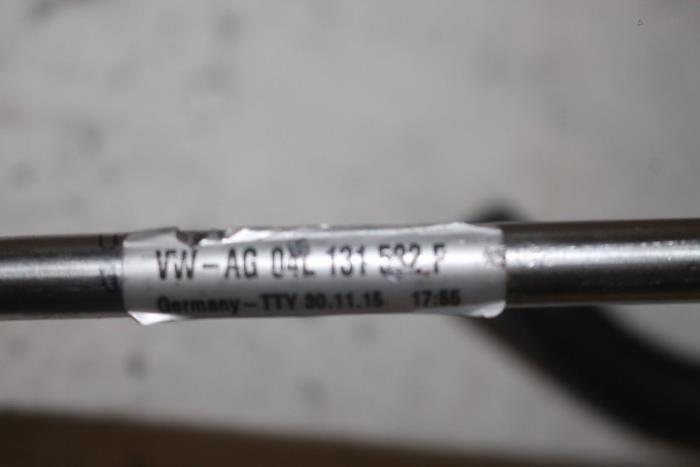 VW-AG 04L 131 532 F
Germany-TTY 30.11.15 17:55